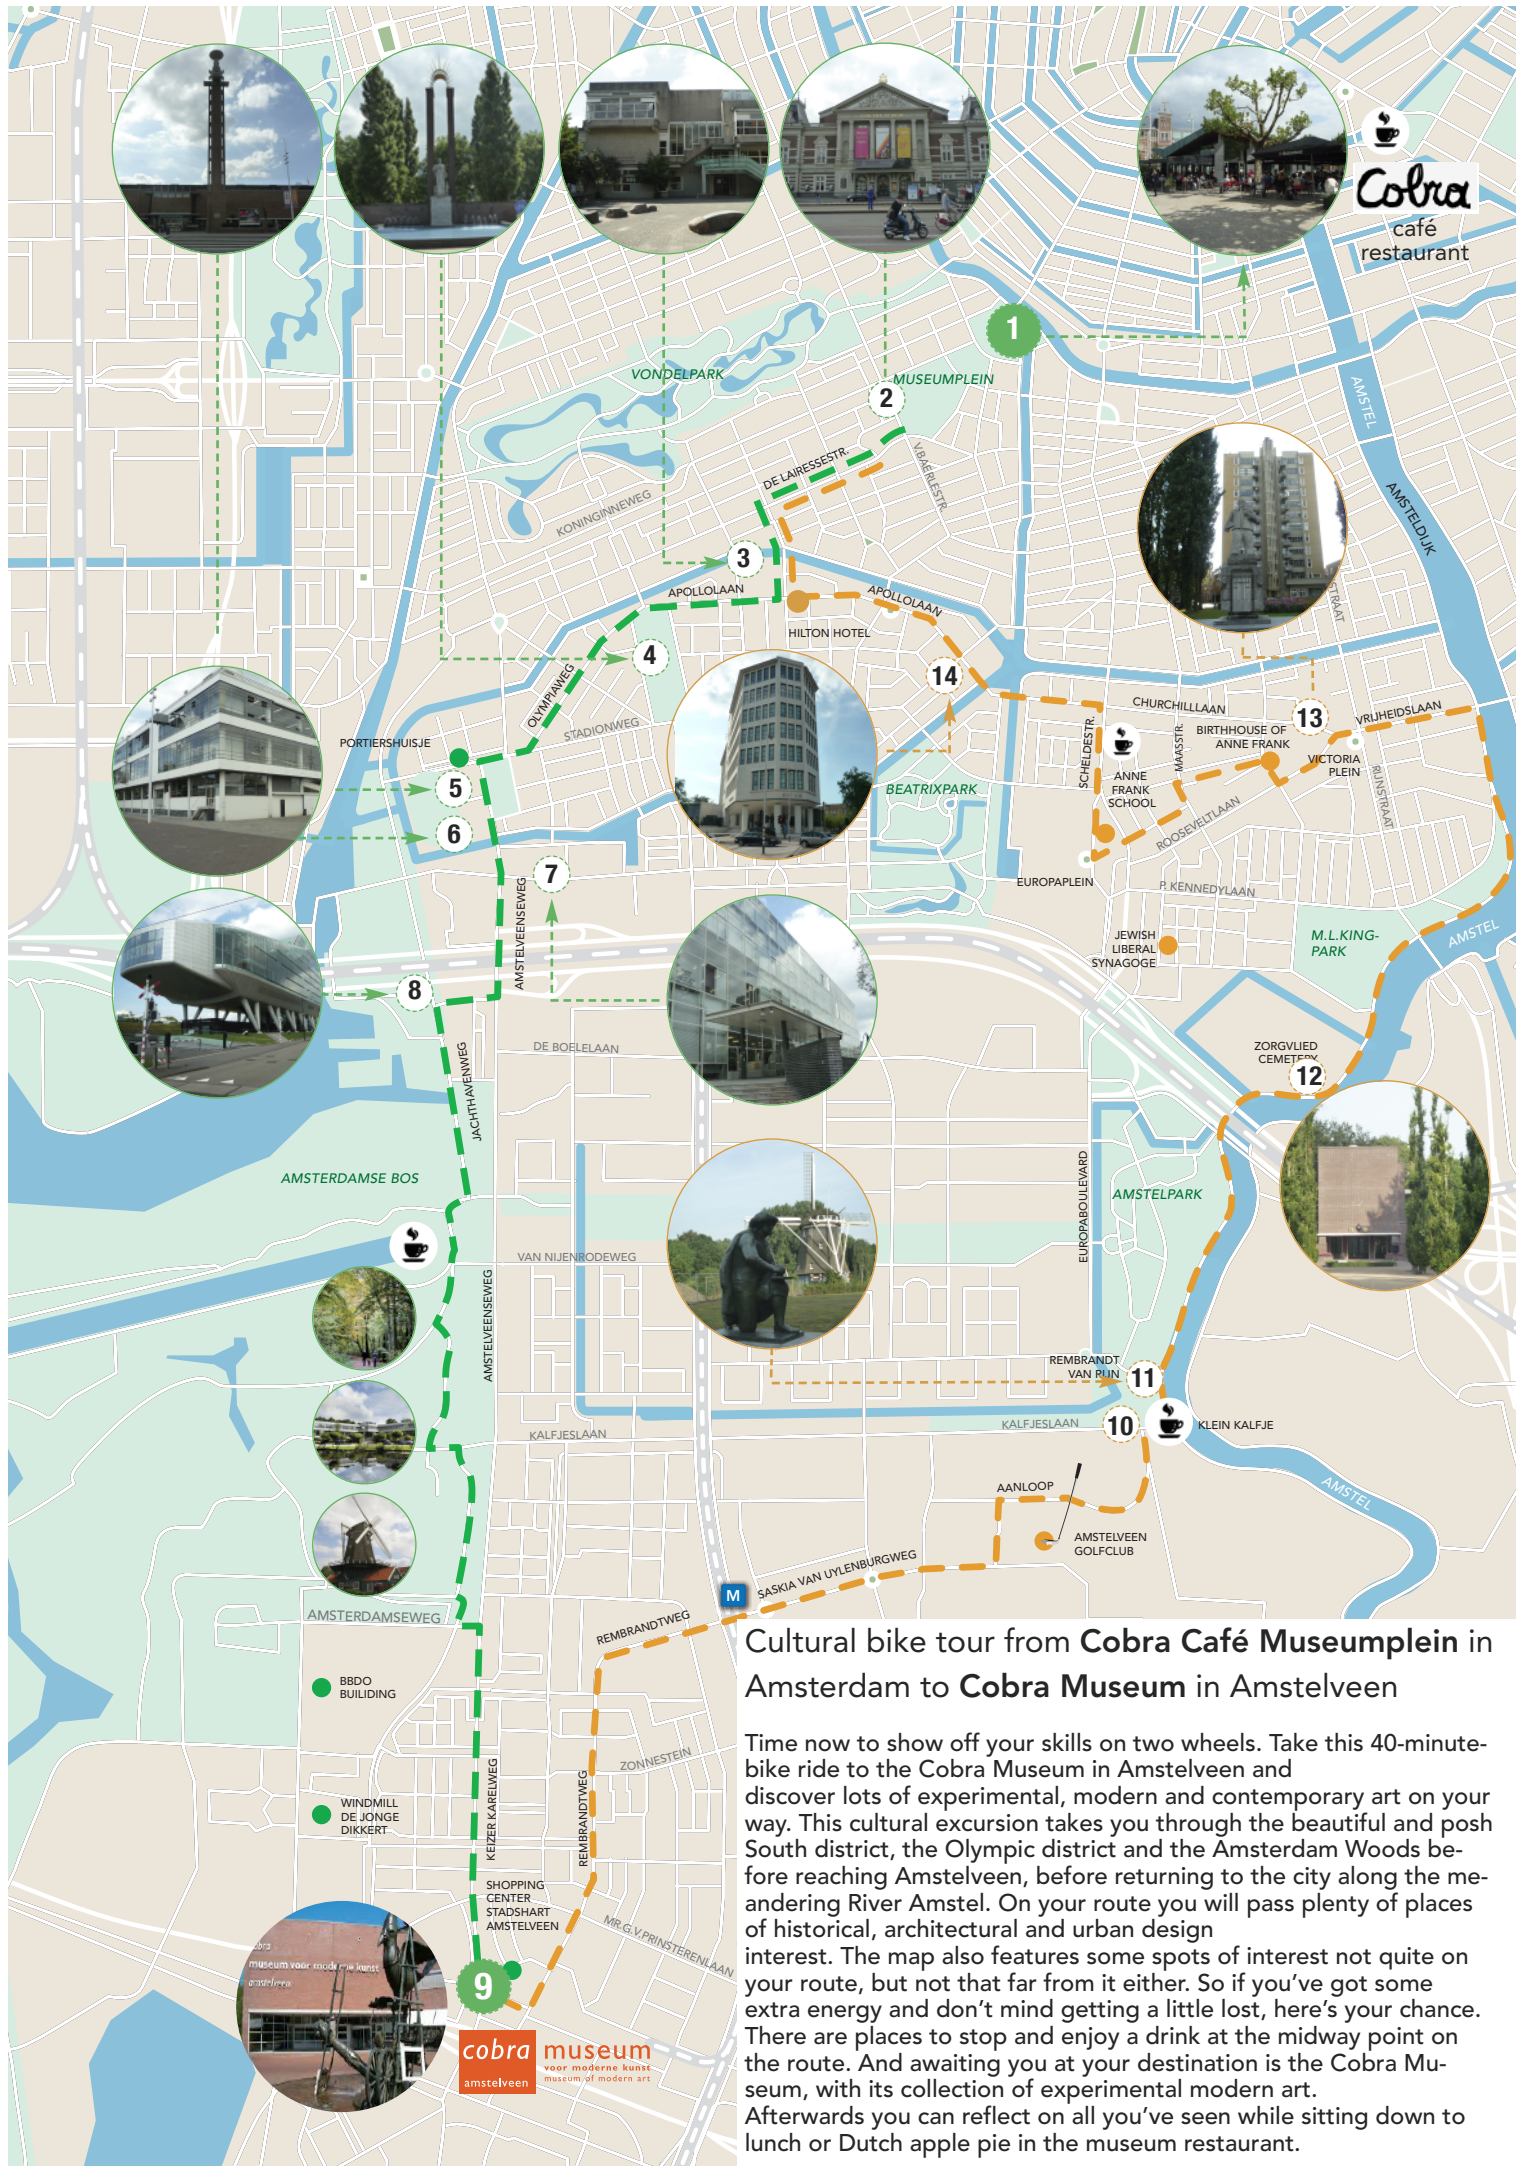 Cobra
café
restaurant
1
VONDELPARK
MUSEUMPLEIN
2
AMSTEL
DE LAIRESSESTR.
V.BAERLESTR.
KONINGINNEWEG
AMSTELDIJK
3
APOLLOLAAN
APOLLOLAAN
STRAAT
HILTON HOTEL
4
14
OLYMPIAWEG
STADIONWEG
CHURCHILLLAAN
13
VRIJHEIDSLAAN
PORTIERSHUISJE
SCHELDESTR.
MAASSTR.
BIRTHHOUSE OF
ANNE FRANK
VICTORIA
PLEIN
RIJNSTRAAT
5
ANNE
FRANK
SCHOOL
BEATRIXPARK
6
ROOSEVELTLAAN
7
EUROPAPLEIN
P. KENNEDYLAAN
AMSTELVEENSEWEG
JEWISH
LIBERAL
SYNAGOGE
M.L.KING-
PARK
AMSTEL
8
DE BOELELAAN
JACHTHAVENWEG
ZORGVLIED
CEMETERY
12
AMSTERDAMSE BOS
EUROPABOULEVARD
AMSTELPARK
VAN NIJENRODEWEG
AMSTELVEENSEWEG
REMBRANDT
VAN RIJN
11
KALFJESLAAN
KALFJESLAAN
10
KLEIN KALFJE
AANLOOP
AMSTEL
AMSTELVEEN
GOLFCLUB
SASKIA VAN UYLENBURGWEG
M
AMSTERDAMSEWEG
REMBRANDTWEG
BBDO
BUILIDING
ZONNESTEIN
KEIZER KARELWEG
REMBRANDTWEG
WINDMILL
DE JONGE
DIKKERT
SHOPPING
CENTER
STADSHART
AMSTELVEEN
MR.G.V.PRINSTERENLAAN
9
cobra
museum voor moderne kunst
amstelveen
cobra
amstelveen
museum
voor moderne kunst
museum of modern art
Cultural bike tour from Cobra Café Museumplein in
Amsterdam to Cobra Museum in Amstelveen
Time now to show off your skills on two wheels. Take this 40-minute-
bike ride to the Cobra Museum in Amstelveen and
discover lots of experimental, modern and contemporary art on your
way. This cultural excursion takes you through the beautiful and posh
South district, the Olympic district and the Amsterdam Woods be-
fore reaching Amstelveen, before returning to the city along the me-
andering River Amstel. On your route you will pass plenty of places
of historical, architectural and urban design
interest. The map also features some spots of interest not quite on
your route, but not that far from it either. So if you've got some
extra energy and don't mind getting a little lost, here's your chance.
There are places to stop and enjoy a drink at the midway point on
the route. And awaiting you at your destination is the Cobra Mu-
seum, with its collection of experimental modern art.
Afterwards you can reflect on all you've seen while sitting down to
lunch or Dutch apple pie in the museum restaurant.